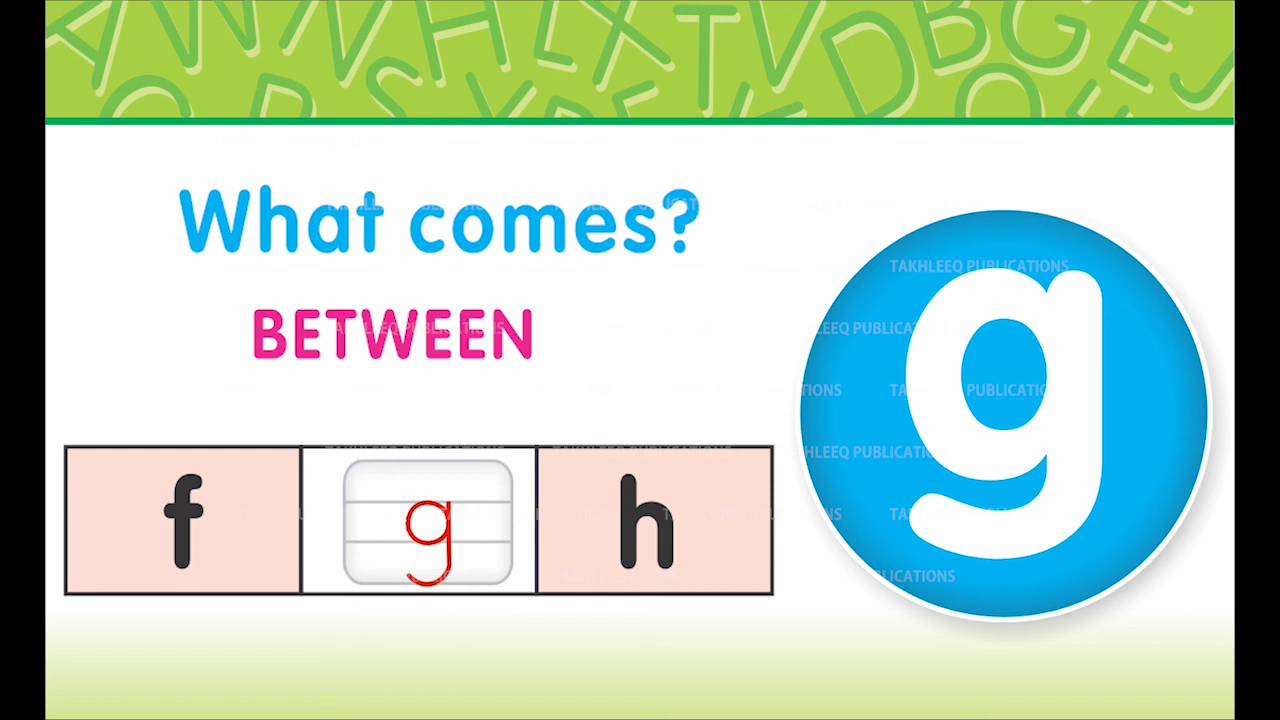 What comes?
BETWEEN
f g h
g
TAKHLEEQ PUBLICATIONS